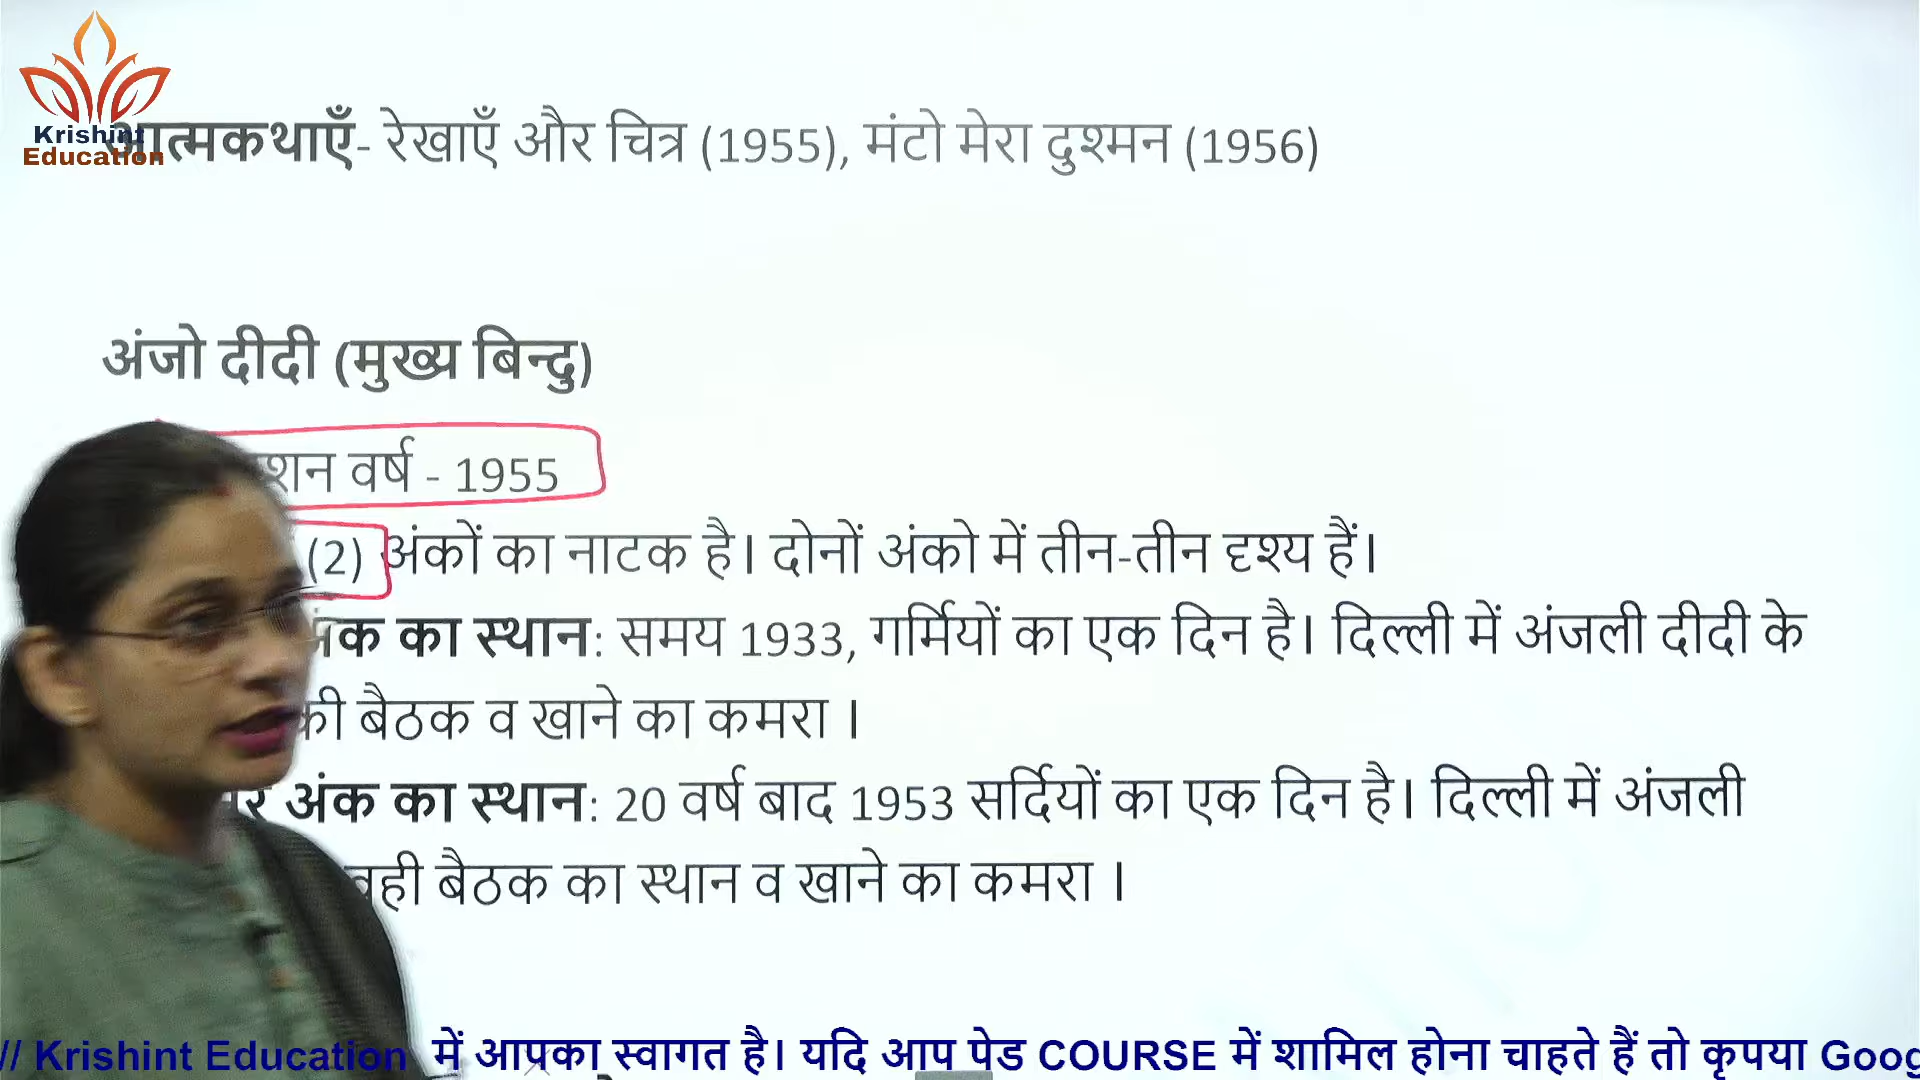 Krishint
Education
आत्मकथाएँ- रेखाएँ और चित्र (1955), मंटो मेरा दुश्मन (1956)
अंजो दीदी (मुख्य बिन्दु)
वर्ष - 1955
(2) अंकों का नाटक है। दोनों अंको में तीन-तीन दृश्य हैं।
का स्थान: समय 1933, गर्मियों का एक दिन है। दिल्ली में अंजली दीदी के
की बैठक व खाने का कमरा ।
अंक का स्थान: 20 वर्ष बाद 1953 सर्दियों का एक दिन है। दिल्ली में अंजली
वही बैठक का स्थान व खाने का कमरा ।
// Krishint Education में आपका स्वागत है। यदि आप पेड COURSE में शामिल होना चाहते हैं तो कृपया